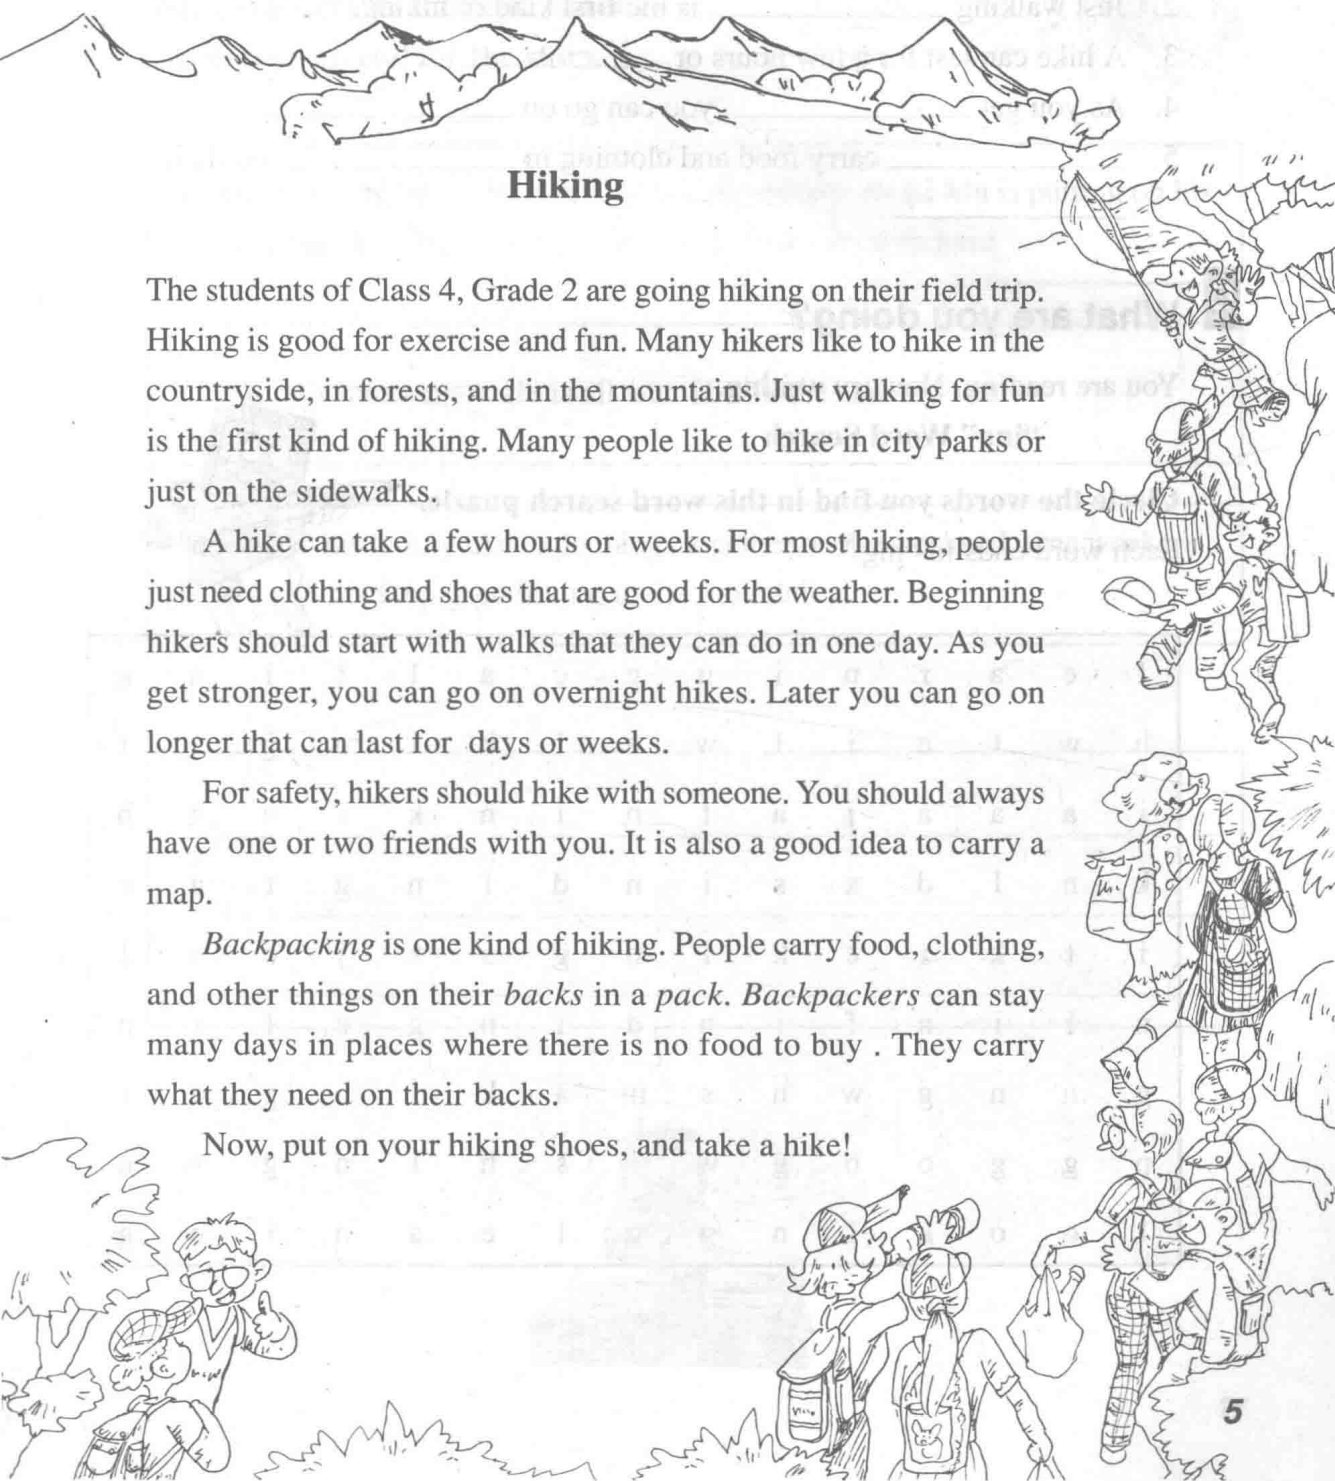 Hiking
The students of Class 4, Grade 2 are going hiking on their field trip.
Hiking is good for exercise and fun. Many hikers like to hike in the
countryside, in forests, and in the mountains. Just walking for fun
is the first kind of hiking. Many people like to hike in city parks or
just on the sidewalks.
A hike can take a few hours or weeks. For most hiking, people
just need clothing and shoes that are good for the weather. Beginning
hikers should start with walks that they can do in one day. As you
get stronger, you can go on overnight hikes. Later you can go on
longer that can last for days or weeks.
For safety, hikers should hike with someone. You should always
have one or two friends with you. It is also a good idea to carry a
map.
Backpacking is one kind of hiking. People carry food, clothing,
and other things on their backs in a pack. Backpackers can stay
many days in places where there is no food to buy . They carry
what they need on their backs.
Now, put on your hiking shoes, and take a hike!
5